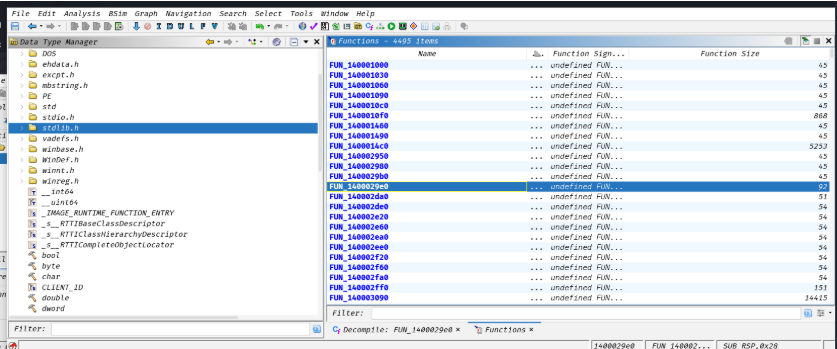 File Edit Analysis BSim Graph Navigation Search Select Tools Window Help
Data Type Manager
DOS
ehdata.h
excpt.h
mbstring.h
PE
std
stdio.h
stdlib.h
vadefs.h
winbase.h
WinDef.h
winnt.h
winreg.h
__int64
__uint64
_IMAGE_RUNTIME_FUNCTION_ENTRY
_s__RTTIBaseClassDescriptor
_s__RTTIClassHierarchyDescriptor
_s__RTTICompleteObjectLocator
bool
byte
char
CLIENT_ID
double
dword
Filter:
Functions - 4495 items
Name Function Sign... Function Size
FUN_140001000 ... undefined FUN... 45
FUN_140001030 ... undefined FUN... 45
FUN_140001060 ... undefined FUN... 45
FUN_140001090 ... undefined FUN... 45
FUN_1400010c0 ... undefined FUN... 45
FUN_1400010f0 ... undefined FUN... 868
FUN_140001460 ... undefined FUN... 45
FUN_140001490 ... undefined FUN... 45
FUN_1400014c0 ... undefined FUN... 5253
FUN_140002950 ... undefined FUN... 45
FUN_140002980 ... undefined FUN... 45
FUN_1400029b0 ... undefined FUN... 45
FUN_1400029e0 ... undefined FUN... 92
FUN_140002da0 ... undefined FUN... 51
FUN_140002de0 ... undefined FUN... 54
FUN_140002e20 ... undefined FUN... 54
FUN_140002e60 ... undefined FUN... 54
FUN_140002ea0 ... undefined FUN... 54
FUN_140002ee0 ... undefined FUN... 54
FUN_140002f20 ... undefined FUN... 54
FUN_140002f60 ... undefined FUN... 54
FUN_140002fa0 ... undefined FUN... 54
FUN_140002ff0 ... undefined FUN... 151
FUN_140003090 ... undefined FUN... 14415
Filter:
Decompile: FUN_1400029e0 × Functions ×
1400029e0 FUN_140002... SUB RSP,0x28